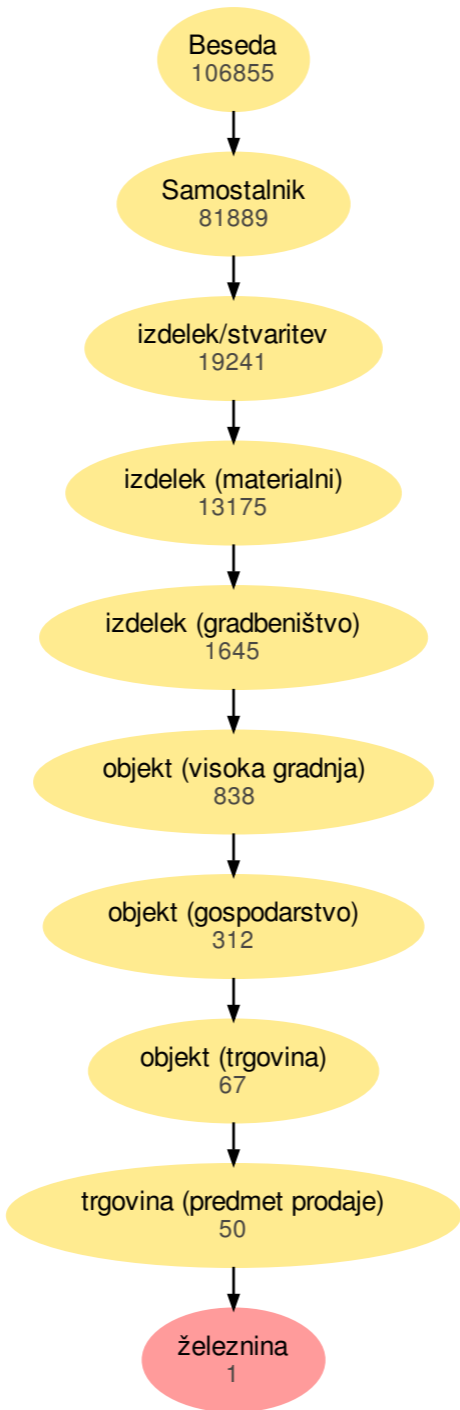 Beseda
106855
Samostalnik
81889
izdelek/stvaritev
19241
izdelek (materialni)
13175
izdelek (gradbeništvo)
1645
objekt (visoka gradnja)
838
objekt (gospodarstvo)
312
objekt (trgovina)
67
trgovina (predmet prodaje)
50
železnina
1